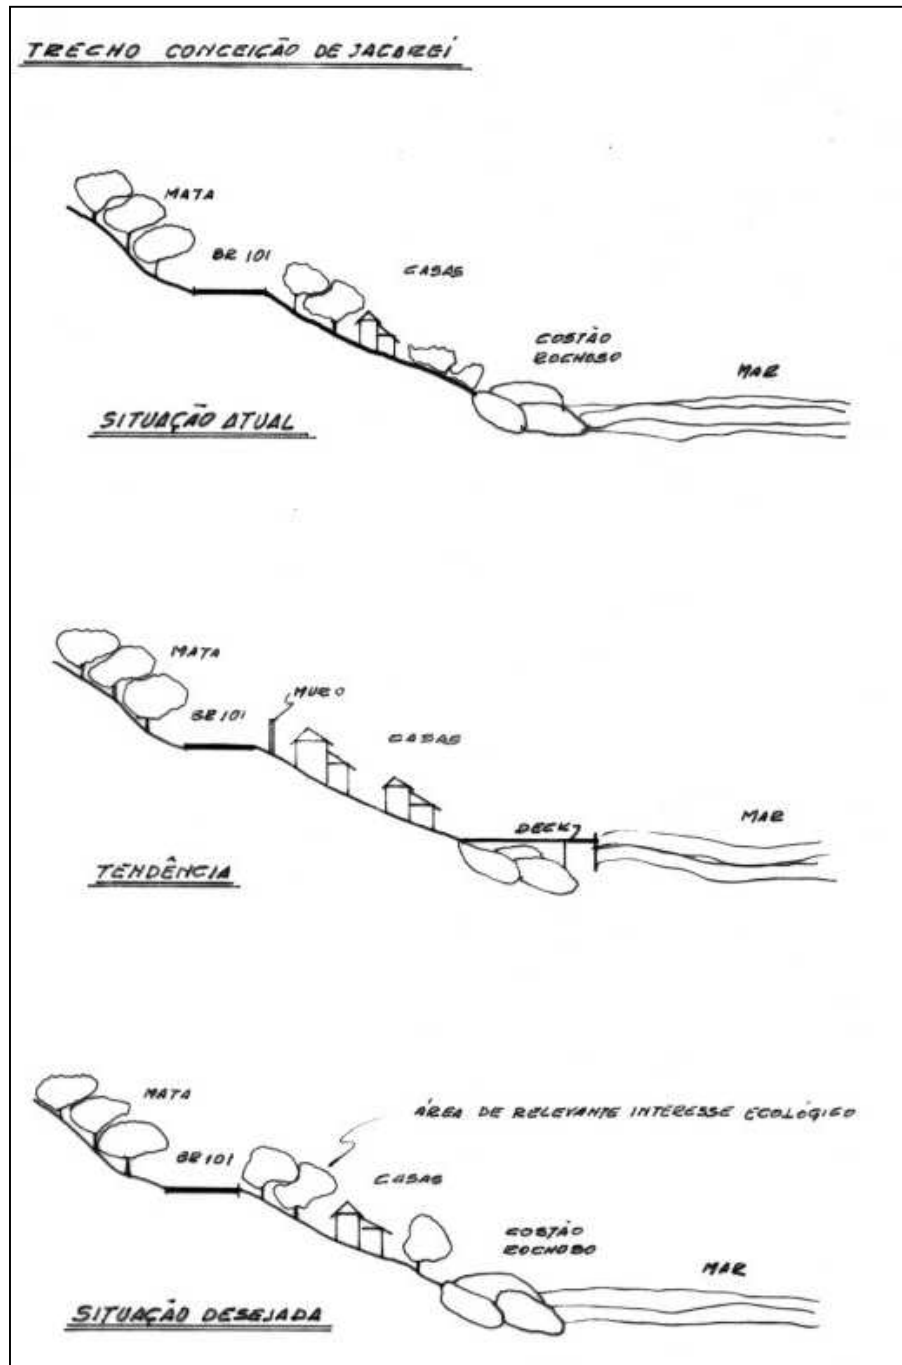 TRECHO CONCEIÇÃO DE JACAREÍ
MATA
BR 101
CASAS
COSTÃO
ROCHOSO
MAR
SITUAÇÃO ATUAL
MATA
MURO
BR 101
CASAS
DECK
MAR
TENDÊNCIA
MATA
ÁREA DE RELEVANTE INTERESSE ECOLÓGICO
BR 101
CASAS
COSTÃO
ROCHOSO
MAR
SITUAÇÃO DESEJADA